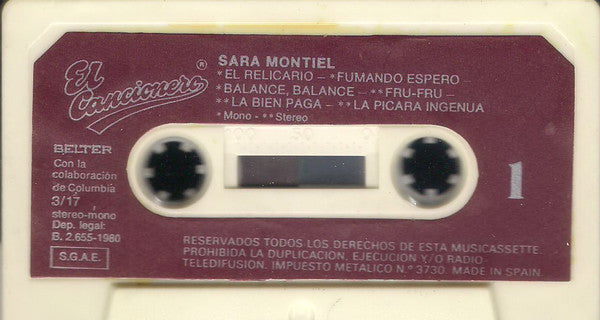 El
Cancionero ®
SARA MONTIEL
*EL RELICARIO – *FUMANDO ESPERO –
*BALANCE, BALANCE – **FRU-FRU –
**LA BIEN PAGA – **LA PICARA INGENUA
*Mono - **Stereo
BELTER
Con la
colaboración
de Columbia
3/17
stereo-mono
Dep. legal:
B. 2.655-1980
S.G.A.E.
1
RESERVADOS TODOS LOS DERECHOS DE ESTA MUSICASSETTE.
PROHIBIDA LA DUPLICACION, EJECUCIÓN Y/O RADIO-
TELEDIFUSION. IMPUESTO METALICO N.º 3730. MADE IN SPAIN.